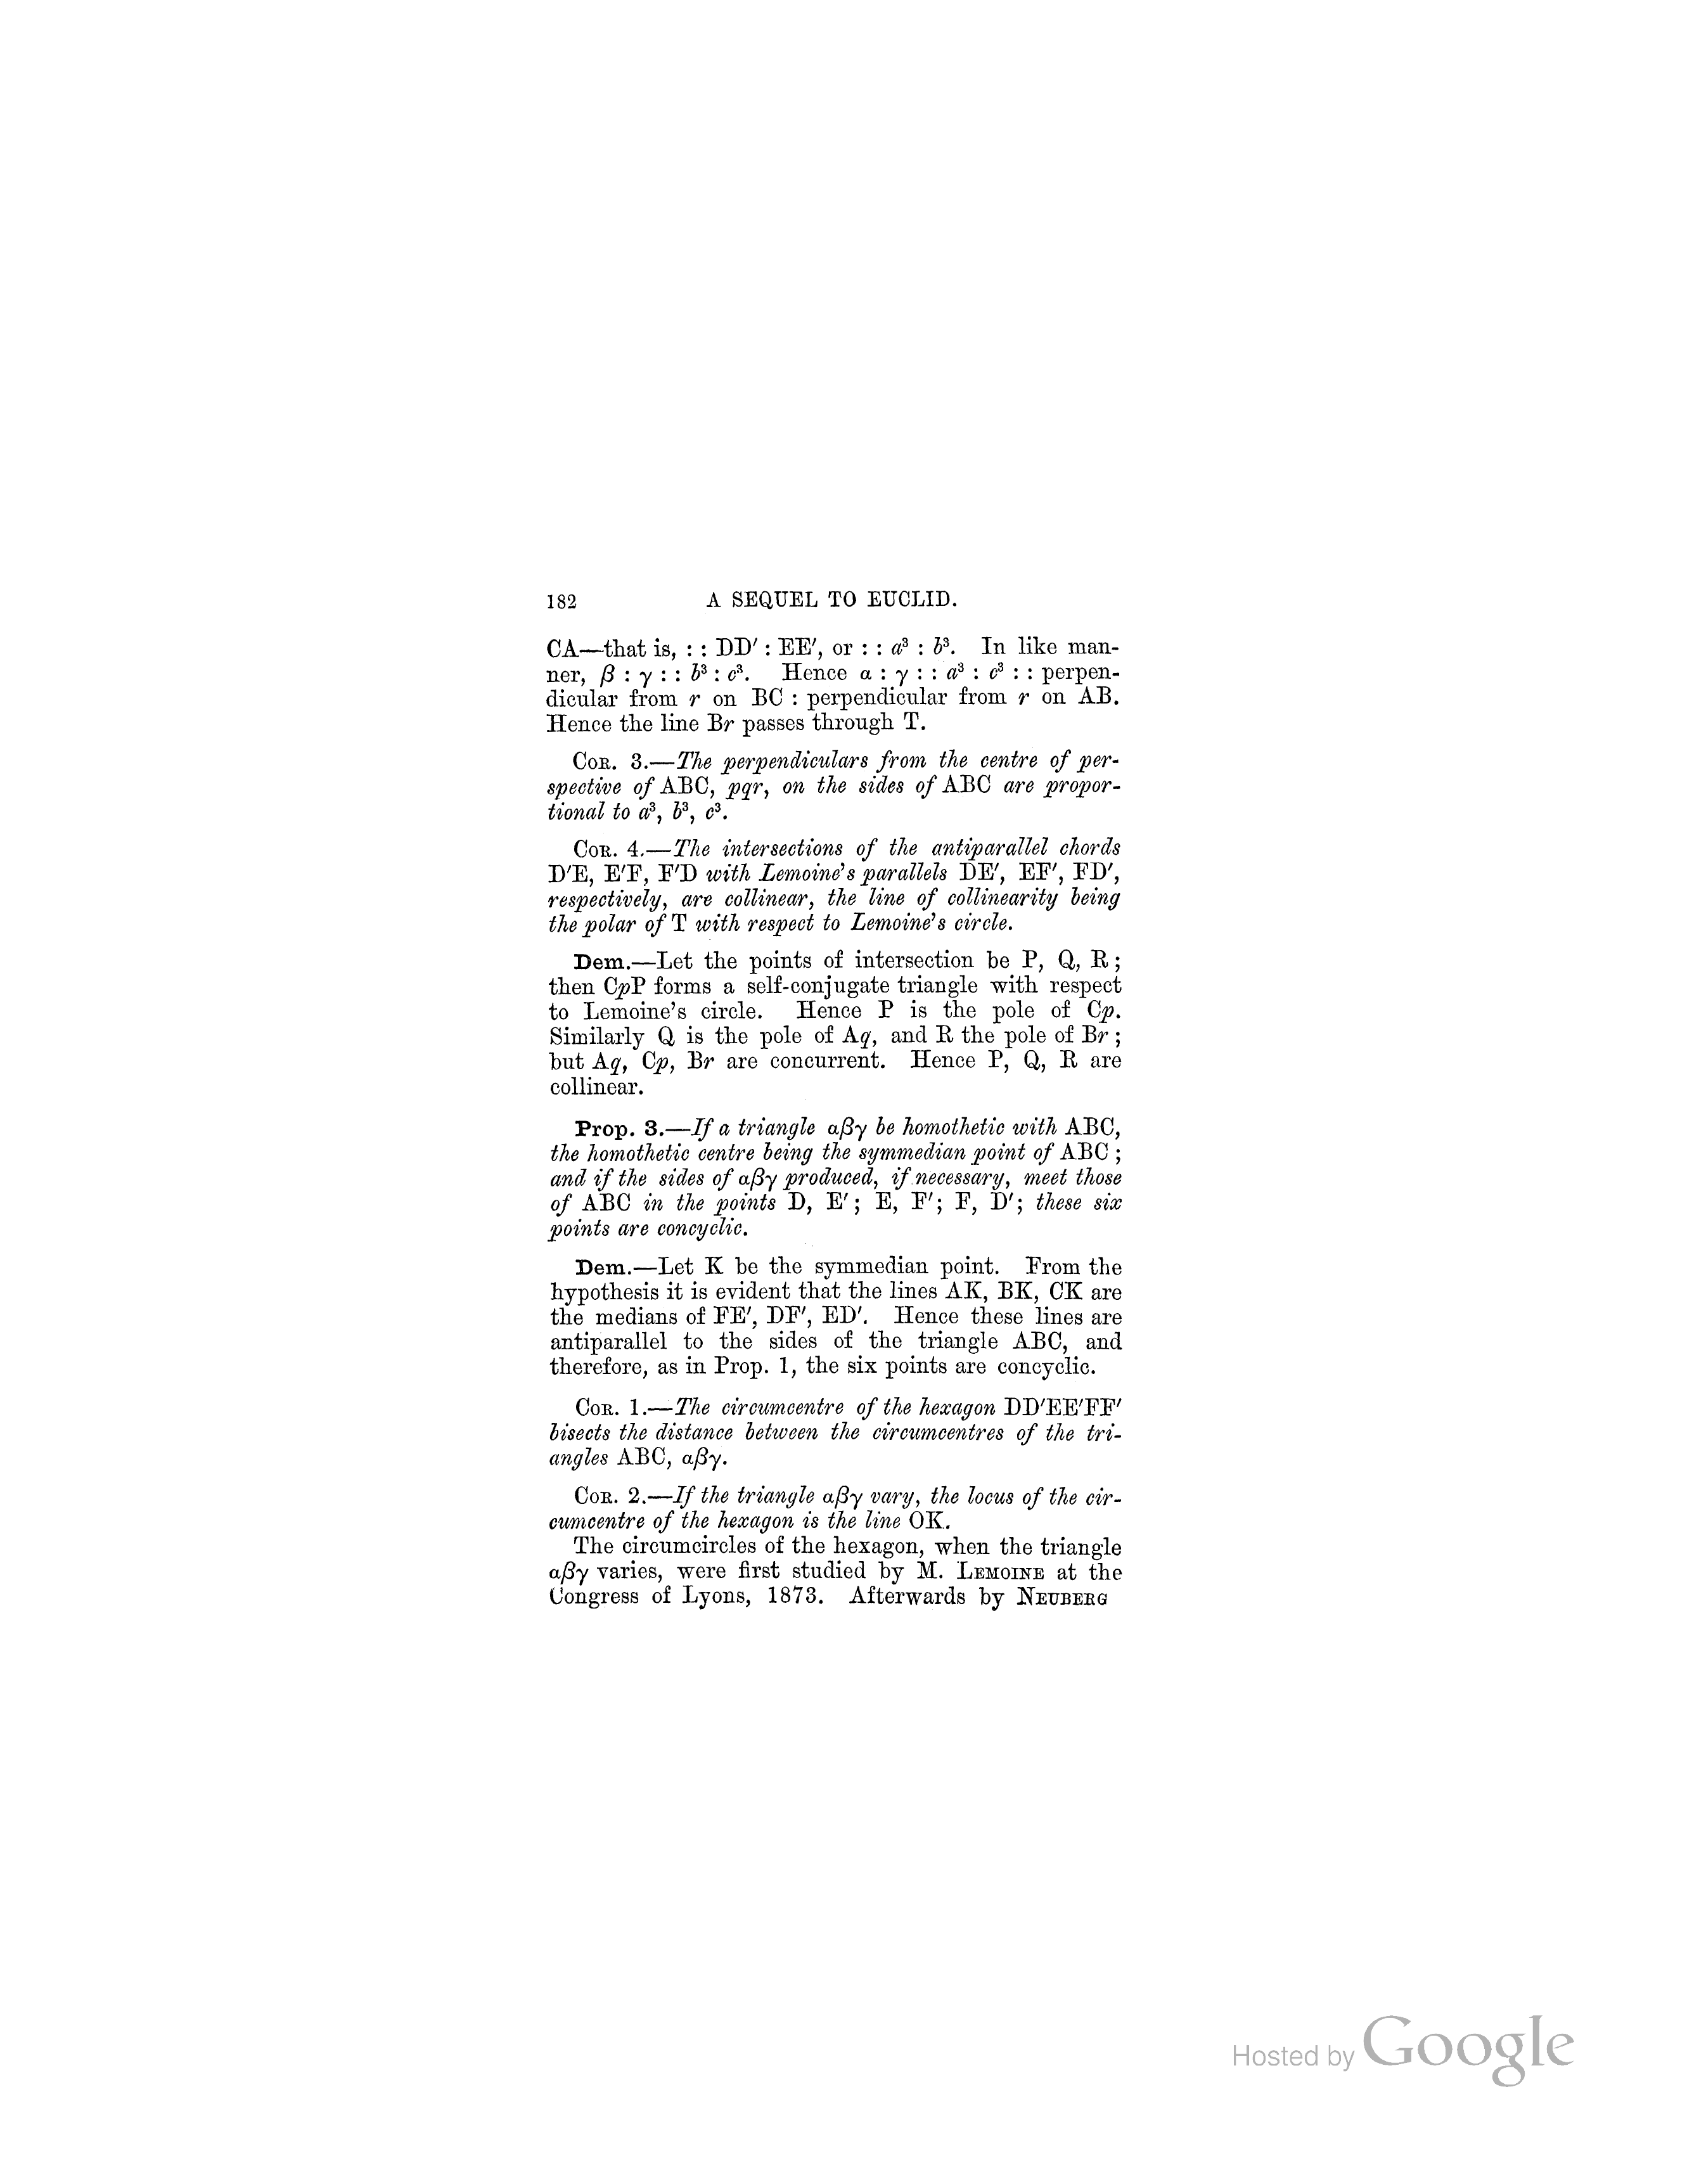 182 A SEQUEL TO EUCLID.
CA—that is, : : DD′ : EE′, or : : a³ : b³. In like man-
ner, β : γ : : b³ : c³. Hence α : γ : : a³ : c³ : : perpen-
dicular from r on BC : perpendicular from r on AB.
Hence the line Br passes through T.
COR. 3.—The perpendiculars from the centre of per-
spective of ABC, pqr, on the sides of ABC are propor-
tional to a³, b³, c³.
COR. 4.—The intersections of the antiparallel chords
D′E, E′F, F′D with Lemoine's parallels DE′, EF′, FD′,
respectively, are collinear, the line of collinearity being
the polar of T with respect to Lemoine's circle.
Dem.—Let the points of intersection be P, Q, R;
then CpP forms a self-conjugate triangle with respect
to Lemoine's circle. Hence P is the pole of Cp.
Similarly Q is the pole of Aq, and R the pole of Br;
but Aq, Cp, Br are concurrent. Hence P, Q, R are
collinear.
Prop. 3.—If a triangle αβγ be homothetic with ABC,
the homothetic centre being the symmedian point of ABC;
and if the sides of αβγ produced, if necessary, meet those
of ABC in the points D, E′; E, F′; F, D′; these six
points are concyclic.
Dem.—Let K be the symmedian point. From the
hypothesis it is evident that the lines AK, BK, CK are
the medians of FE′, DF′, ED′. Hence these lines are
antiparallel to the sides of the triangle ABC, and
therefore, as in Prop. 1, the six points are concyclic.
COR. 1.—The circumcentre of the hexagon DD′EE′FF′
bisects the distance between the circumcentres of the tri-
angles ABC, αβγ.
COR. 2.—If the triangle αβγ vary, the locus of the cir-
cumcentre of the hexagon is the line OK.
The circumcircles of the hexagon, when the triangle
αβγ varies, were first studied by M. LEMOINE at the
Congress of Lyons, 1873. Afterwards by NEUBERG
Hosted by Google